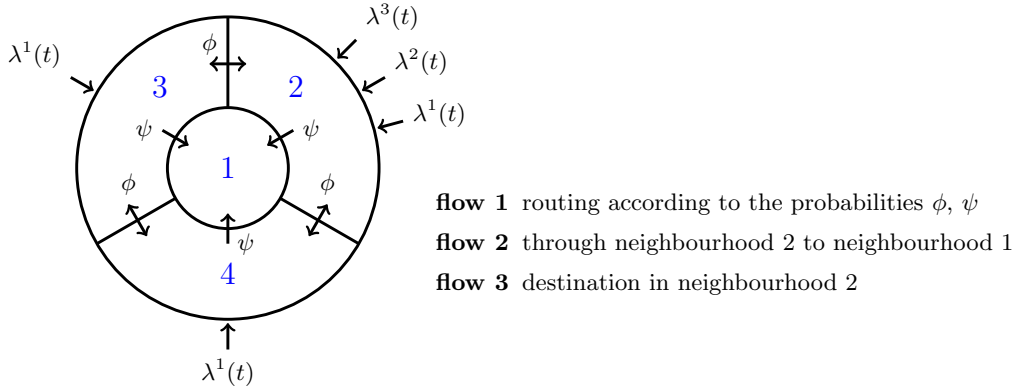 λ³(t)
λ¹(t)
ϕ
λ²(t)
3
2
λ¹(t)
ψ
ψ
1
ϕ
ϕ
flow 1 routing according to the probabilities ϕ, ψ
ψ
flow 2 through neighbourhood 2 to neighbourhood 1
4
flow 3 destination in neighbourhood 2
λ¹(t)